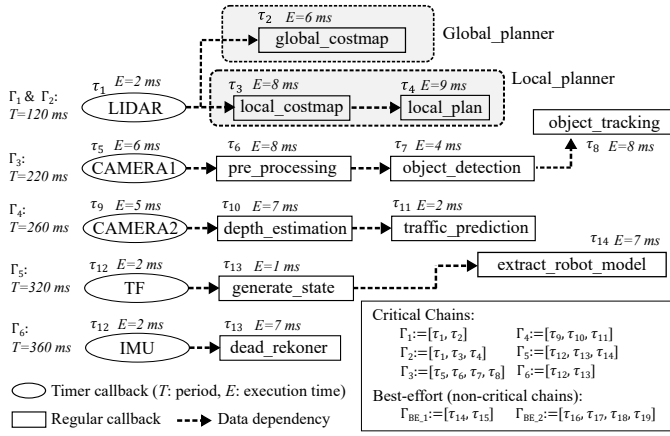 τ2 E=6 ms
global_costmap
Global_planner
Γ1 & Γ2:
T=120 ms
τ1 E=2 ms
LIDAR
τ3 E=8 ms
local_costmap
τ4 E=9 ms
local_plan
Local_planner
Γ3:
T=220 ms
τ5 E=6 ms
CAMERA1
τ6 E=8 ms
pre_processing
τ7 E=4 ms
object_detection
object_tracking
τ8 E=8 ms
Γ4:
T=260 ms
τ9 E=5 ms
CAMERA2
τ10 E=7 ms
depth_estimation
τ11 E=2 ms
traffic_prediction
Γ5:
T=320 ms
τ12 E=2 ms
TF
τ13 E=1 ms
generate_state
τ14 E=7 ms
extract_robot_model
Γ6:
T=360 ms
τ12 E=2 ms
IMU
τ13 E=7 ms
dead_rekoner
Critical Chains:
Γ1:=[τ1, τ2] Γ4:=[τ9, τ10, τ11]
Γ2:=[τ1, τ3, τ4] Γ5:=[τ12, τ13, τ14]
Γ3:=[τ5, τ6, τ7, τ8] Γ6:=[τ12, τ13]
Best-effort (non-critical chains):
ΓBE_1:=[τ14, τ15] ΓBE_2:=[τ16, τ17, τ18, τ19]
Timer callback (T: period, E: execution time)
Regular callback
Data dependency